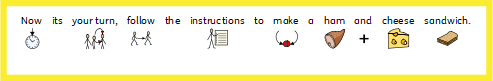 Now its your turn, follow the instructions to make a ham and cheese sandwich.